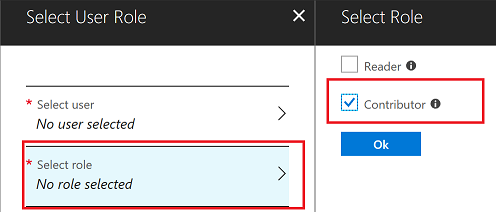 Select User Role
* Select user
No user selected
* Select role
No role selected
Select Role
Reader
Contributor
Ok